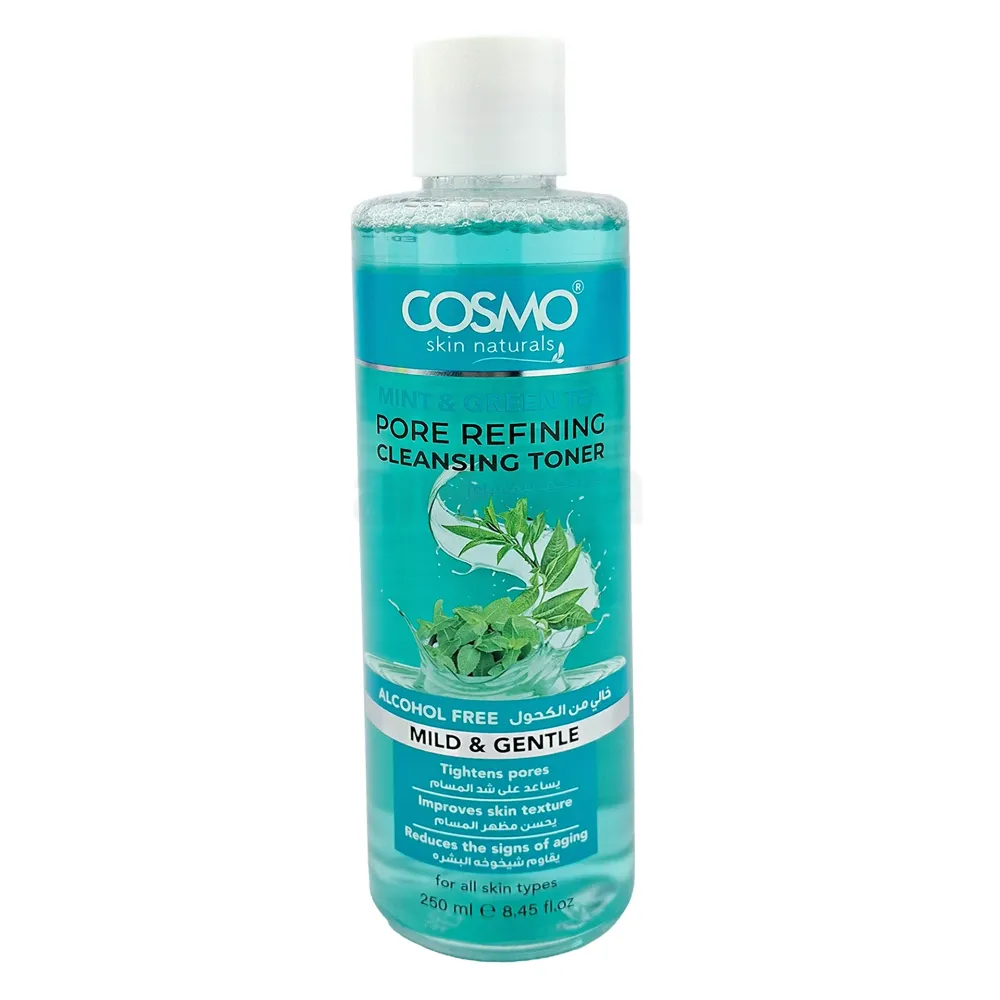 COSMO®
skin naturals
MINT & GREEN TEA
PORE REFINING
CLEANSING TONER
ALCOHOL FREE خالي من الكحول
MILD & GENTLE
Tightens pores
يساعد على شد المسام
Improves skin texture
يحسن مظهر المسام
Reduces the signs of aging
يقاوم شيخوخه البشره
for all skin types
250 ml ℮ 8.45 fl.oz